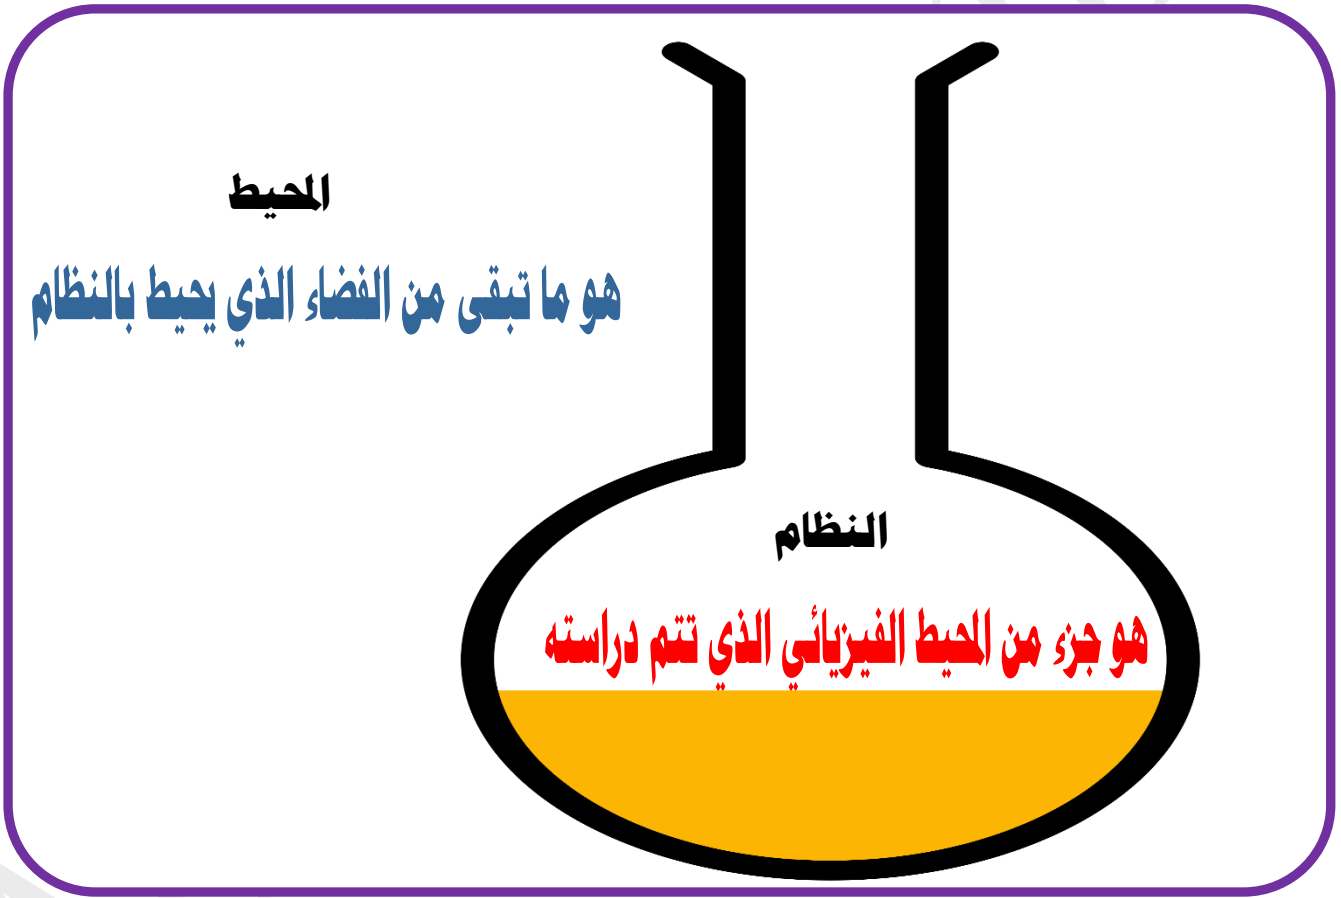 المحيط
هو ما تبقى من الفضاء الذي يحيط بالنظام
النظام
هو جزء من المحيط الفيزيائي الذي تتم دراسته